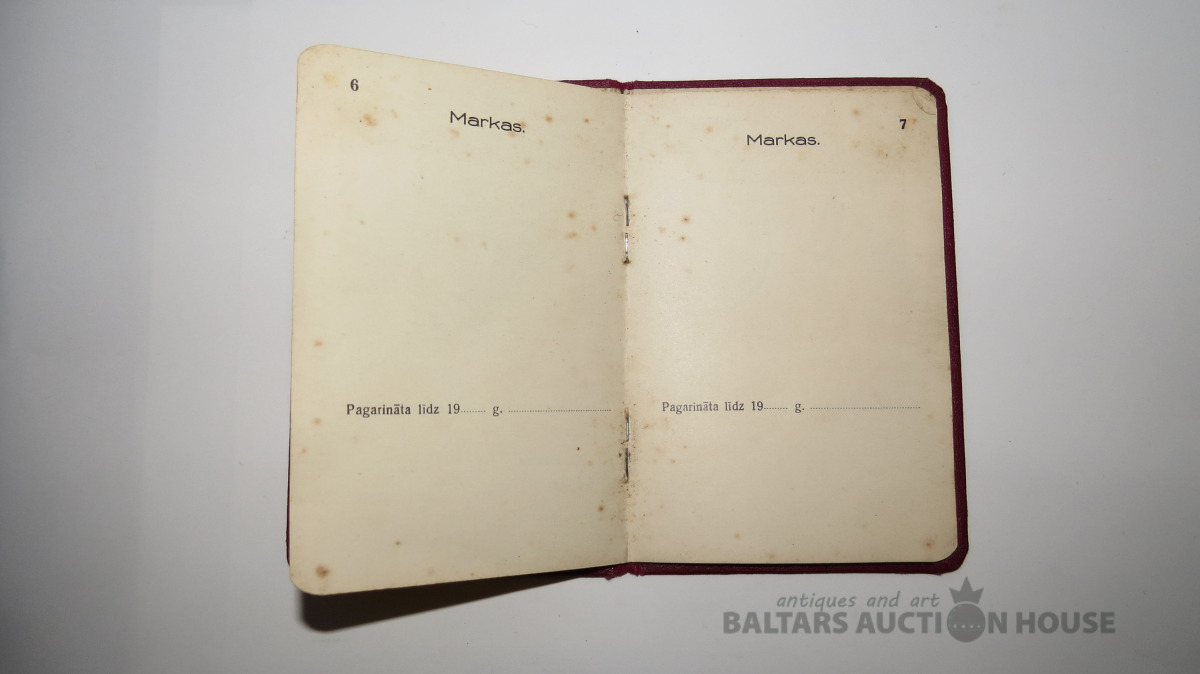 6
Markas.
Pagarināta līdz 19........ g. ....................................
7
Markas.
Pagarināta līdz 19........ g. ....................................
antiques and art
BALTARS AUCTION HOUSE